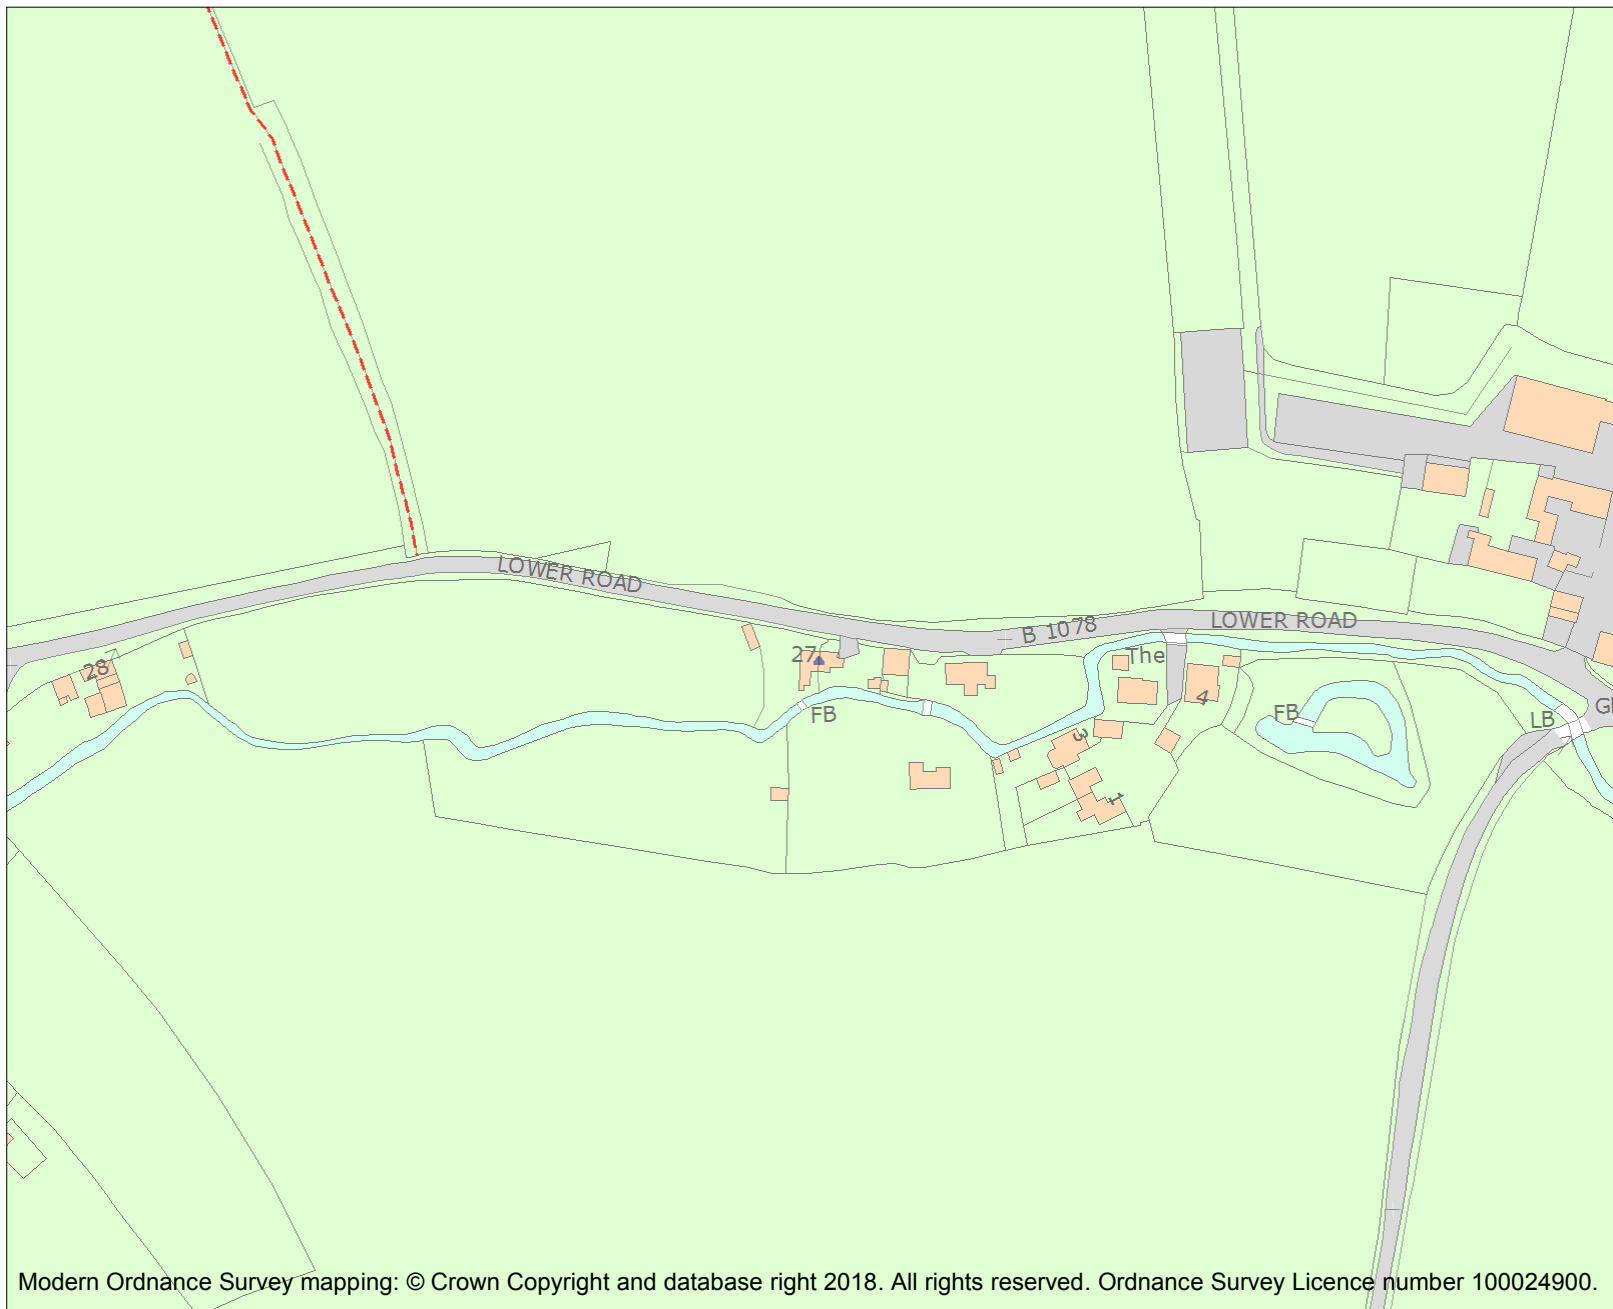 LOWER ROAD
LOWER ROAD
B 1078
The
27
28
4
FB
FB
LB
3
1
Modern Ordnance Survey mapping: © Crown Copyright and database right 2018. All rights reserved. Ordnance Survey Licence number 100024900.